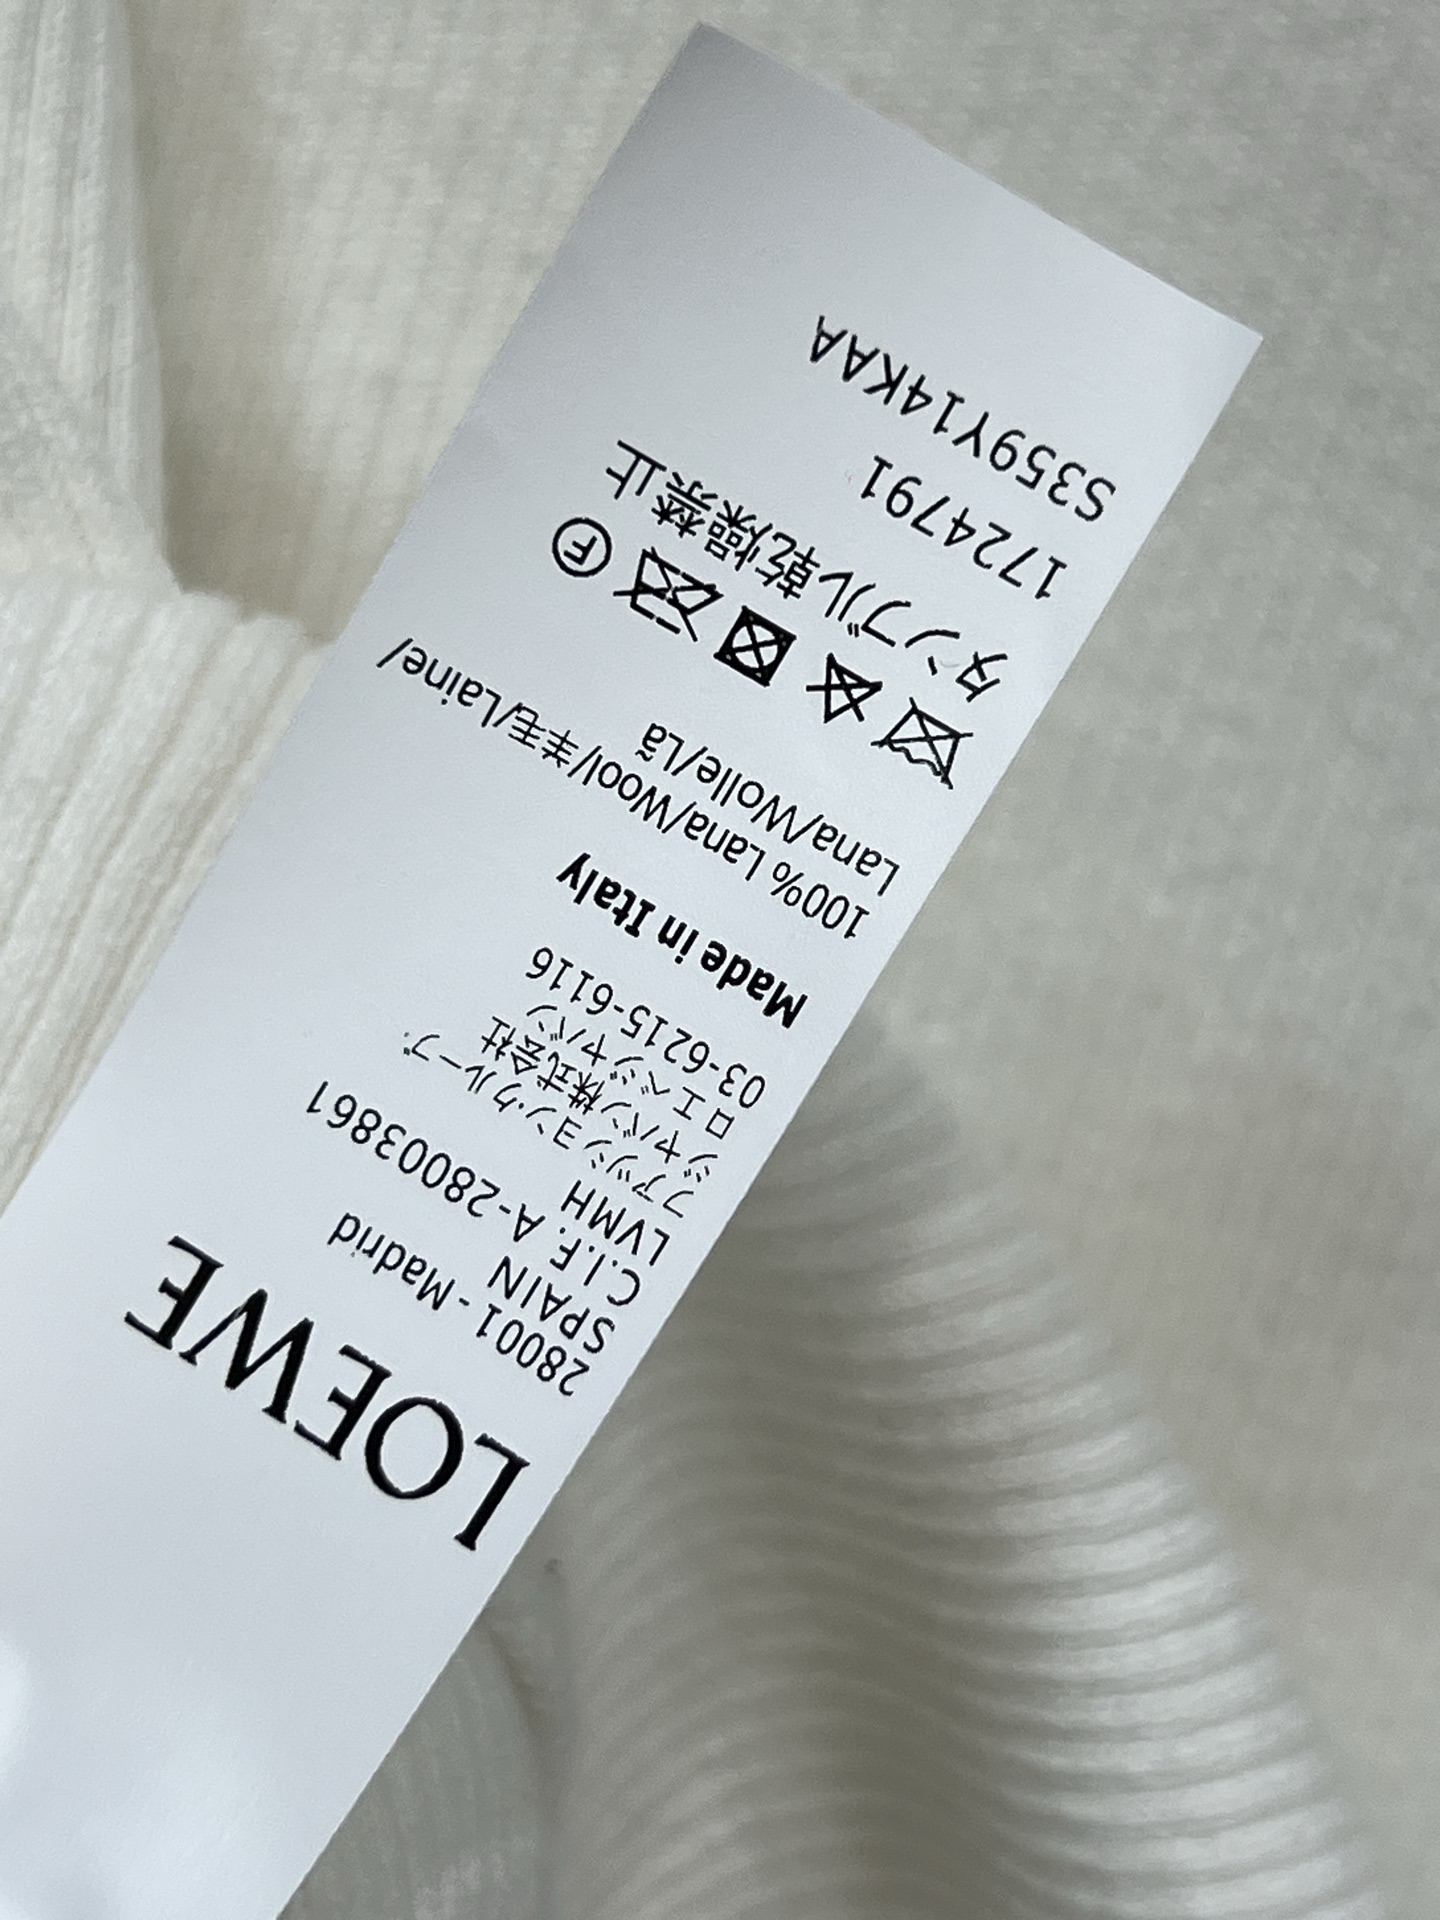 LOEWE
28001 - Madrid
SPAIN
C.I.F. A-28003861
LVMH
ファッション・グループ・
ジャパン株式会社
ロエベジャパン
03-6215-6116
Made in Italy
100% Lana/Wool/羊毛/Laine/
Lana/Wolle/Lã
F
タンブル乾燥禁止
1724791
S359Y14KAA